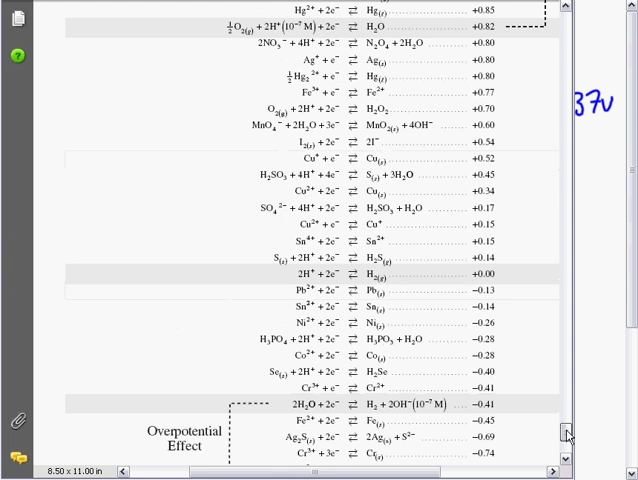 Hg²⁺ + 2e⁻ ⇄ Hg(ℓ) ........ +0.85
½ O₂(g) + 2H⁺(10⁻⁷ M) + 2e⁻ ⇄ H₂O ........ +0.82
2NO₃⁻ + 4H⁺ + 2e⁻ ⇄ N₂O₄ + 2H₂O ........ +0.80
Ag⁺ + e⁻ ⇄ Ag(s) ........ +0.80
½ Hg₂²⁺ + e⁻ ⇄ Hg(ℓ) ........ +0.80
Fe³⁺ + e⁻ ⇄ Fe²⁺ ........ +0.77
O₂(g) + 2H⁺ + 2e⁻ ⇄ H₂O₂ ........ +0.70
MnO₄⁻ + 2H₂O + 3e⁻ ⇄ MnO₂(s) + 4OH⁻ ........ +0.60
I₂(s) + 2e⁻ ⇄ 2I⁻ ........ +0.54
Cu⁺ + e⁻ ⇄ Cu(s) ........ +0.52
H₂SO₃ + 4H⁺ + 4e⁻ ⇄ S(s) + 3H₂O ........ +0.45
Cu²⁺ + 2e⁻ ⇄ Cu(s) ........ +0.34
SO₄²⁻ + 4H⁺ + 2e⁻ ⇄ H₂SO₃ + H₂O ........ +0.17
Cu²⁺ + e⁻ ⇄ Cu⁺ ........ +0.15
Sn⁴⁺ + 2e⁻ ⇄ Sn²⁺ ........ +0.15
S(s) + 2H⁺ + 2e⁻ ⇄ H₂S(g) ........ +0.14
2H⁺ + 2e⁻ ⇄ H₂(g) ........ +0.00
Pb²⁺ + 2e⁻ ⇄ Pb(s) ........ −0.13
Sn²⁺ + 2e⁻ ⇄ Sn(s) ........ −0.14
Ni²⁺ + 2e⁻ ⇄ Ni(s) ........ −0.26
H₃PO₄ + 2H⁺ + 2e⁻ ⇄ H₃PO₃ + H₂O ........ −0.28
Co²⁺ + 2e⁻ ⇄ Co(s) ........ −0.28
Se(s) + 2H⁺ + 2e⁻ ⇄ H₂Se ........ −0.40
Cr³⁺ + e⁻ ⇄ Cr²⁺ ........ −0.41
2H₂O + 2e⁻ ⇄ H₂ + 2OH⁻(10⁻⁷ M) .... −0.41
Fe²⁺ + 2e⁻ ⇄ Fe(s) ........ −0.45
Ag₂S(s) + 2e⁻ ⇄ 2Ag(s) + S²⁻ ........ −0.69
Cr³⁺ + 3e⁻ ⇄ Cr(s) ........ −0.74
Overpotential
Effect
37v
8.50 x 11.00 in